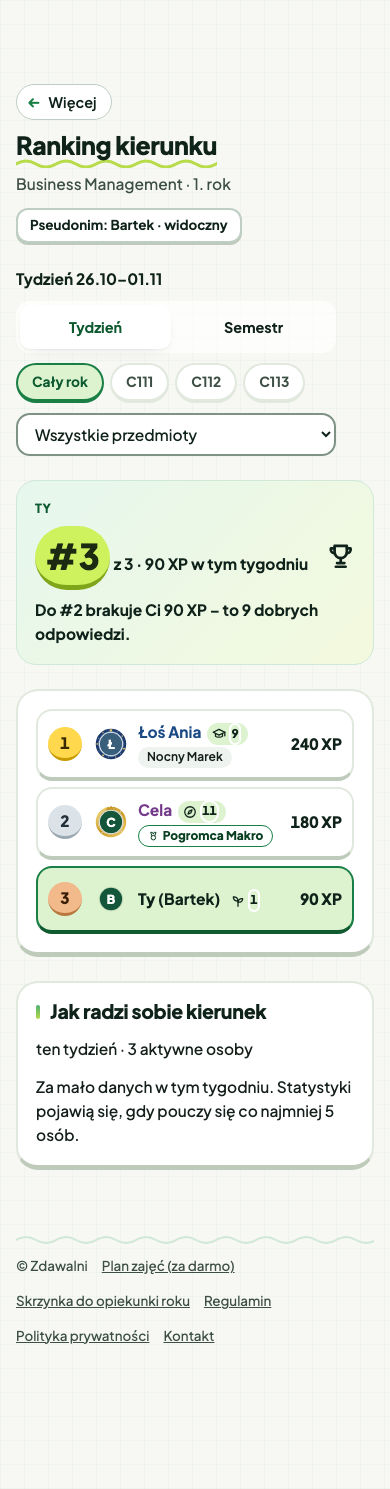 ← Więcej
Ranking kierunku
Business Management · 1. rok
Pseudonim: Bartek · widoczny
Tydzień 26.10–01.11
Tydzień Semestr
Cały rok C111 C112 C113
Wszystkie przedmioty
TY
#3 z 3 · 90 XP w tym tygodniu
Do #2 brakuje Ci 90 XP – to 9 dobrych
odpowiedzi.
1 Ł Łoś Ania 9 240 XP
Nocny Marek
2 C Cela 11 180 XP
Pogromca Makro
3 B Ty (Bartek) 1 90 XP
Jak radzi sobie kierunek
ten tydzień · 3 aktywne osoby
Za mało danych w tym tygodniu. Statystyki
pojawią się, gdy pouczy się co najmniej 5
osób.
© Zdawalni Plan zajęć (za darmo)
Skrzynka do opiekunki roku Regulamin
Polityka prywatności Kontakt